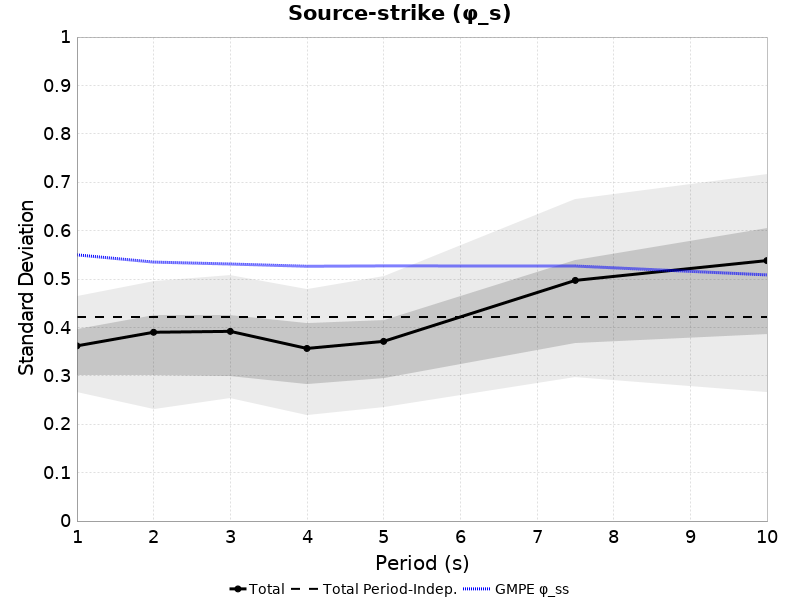 Source-strike (φ_s)
Standard Deviation
1
0.9
0.8
0.7
0.6
0.5
0.4
0.3
0.2
0.1
0
1 2 3 4 5 6 7 8 9 10
Period (s)
Total Total Period-Indep. GMPE φ_ss